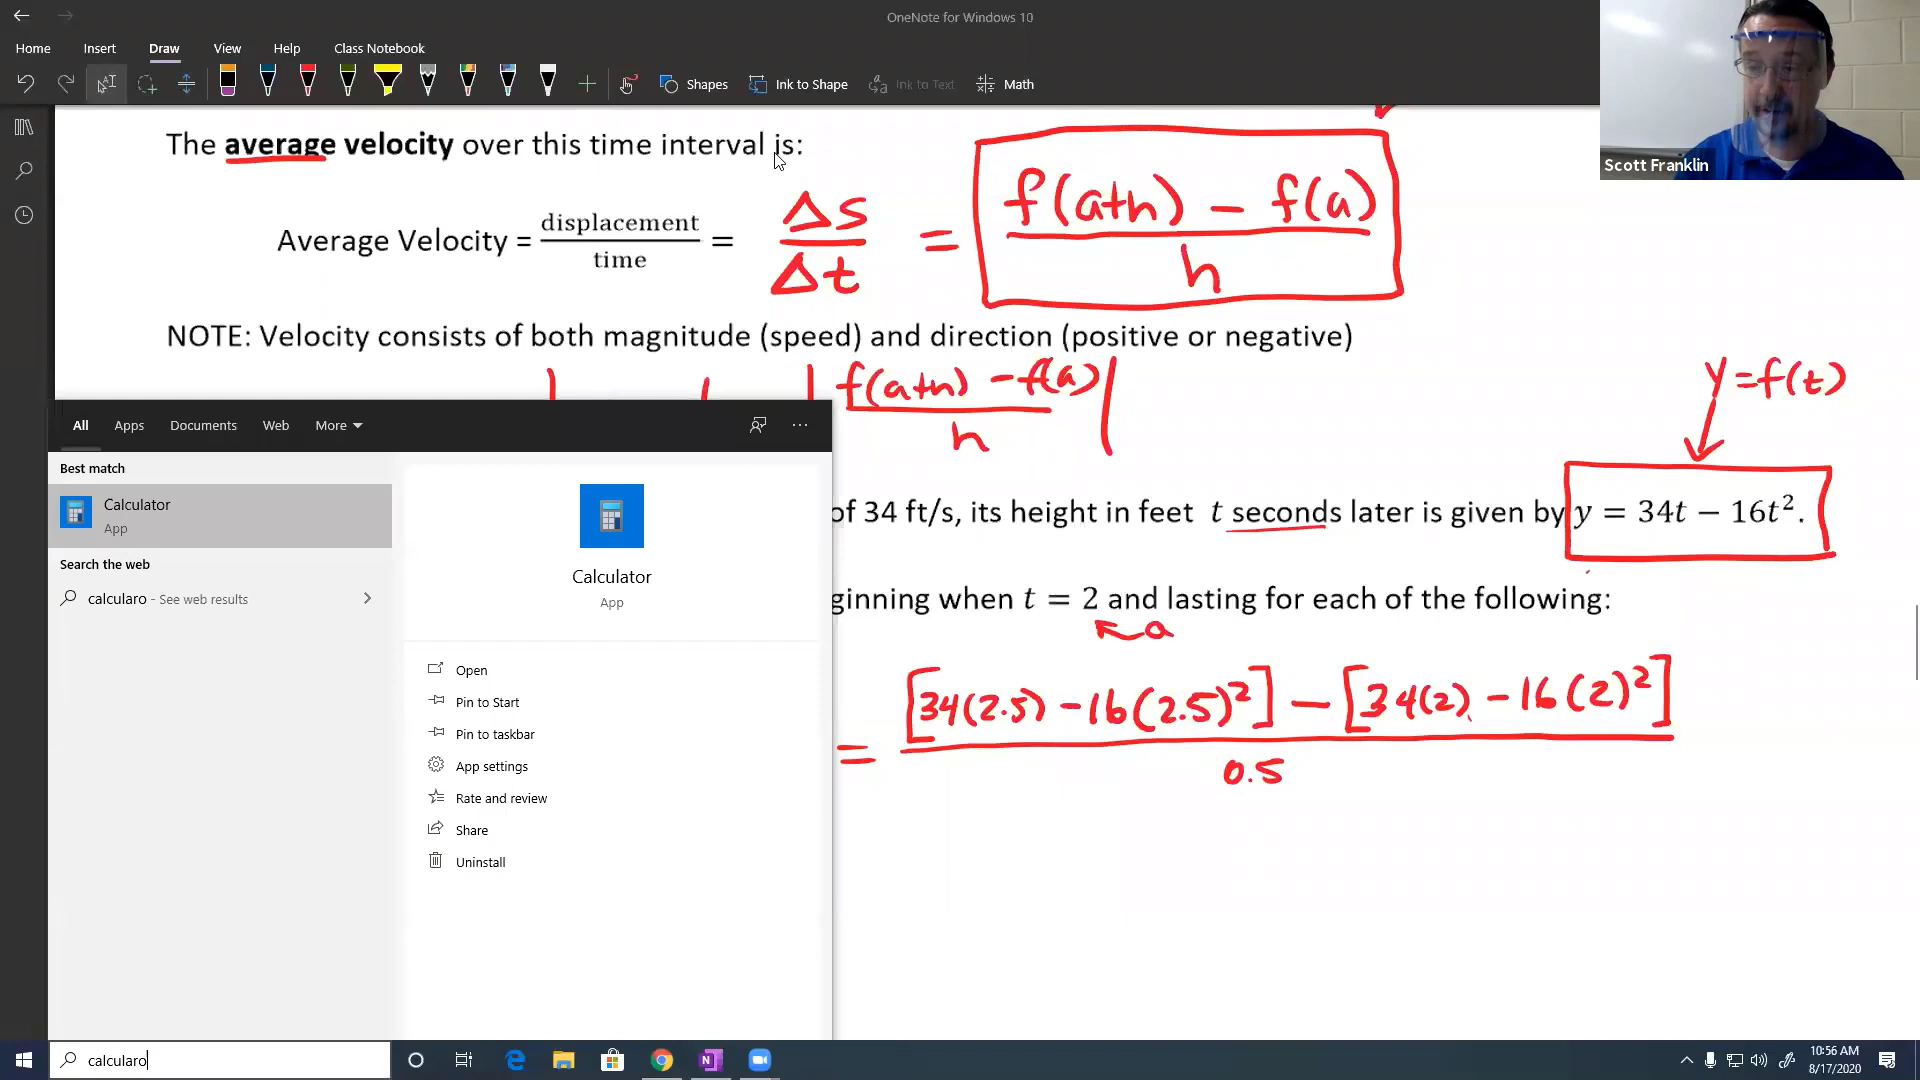 OneNote for Windows 10
Home Insert Draw View Help Class Notebook
Shapes Ink to Shape Ink to Text Math
Scott Franklin
The average velocity over this time interval is:
Average Velocity = displacement / time = Δs / Δt = f(a+h) - f(a) / h
NOTE: Velocity consists of both magnitude (speed) and direction (positive or negative)
| f(a+h) - f(a) / h |
y = f(t)
of 34 ft/s, its height in feet t seconds later is given by y = 34t − 16t².
ginning when t = 2 and lasting for each of the following:
a
= [34(2.5) - 16(2.5)²] - [34(2) - 16(2)²] / 0.5
All Apps Documents Web More
Best match
Calculator
App
Search the web
calcularo - See web results
Calculator
App
Open
Pin to Start
Pin to taskbar
App settings
Rate and review
Share
Uninstall
calcularo
10:56 AM
8/17/2020